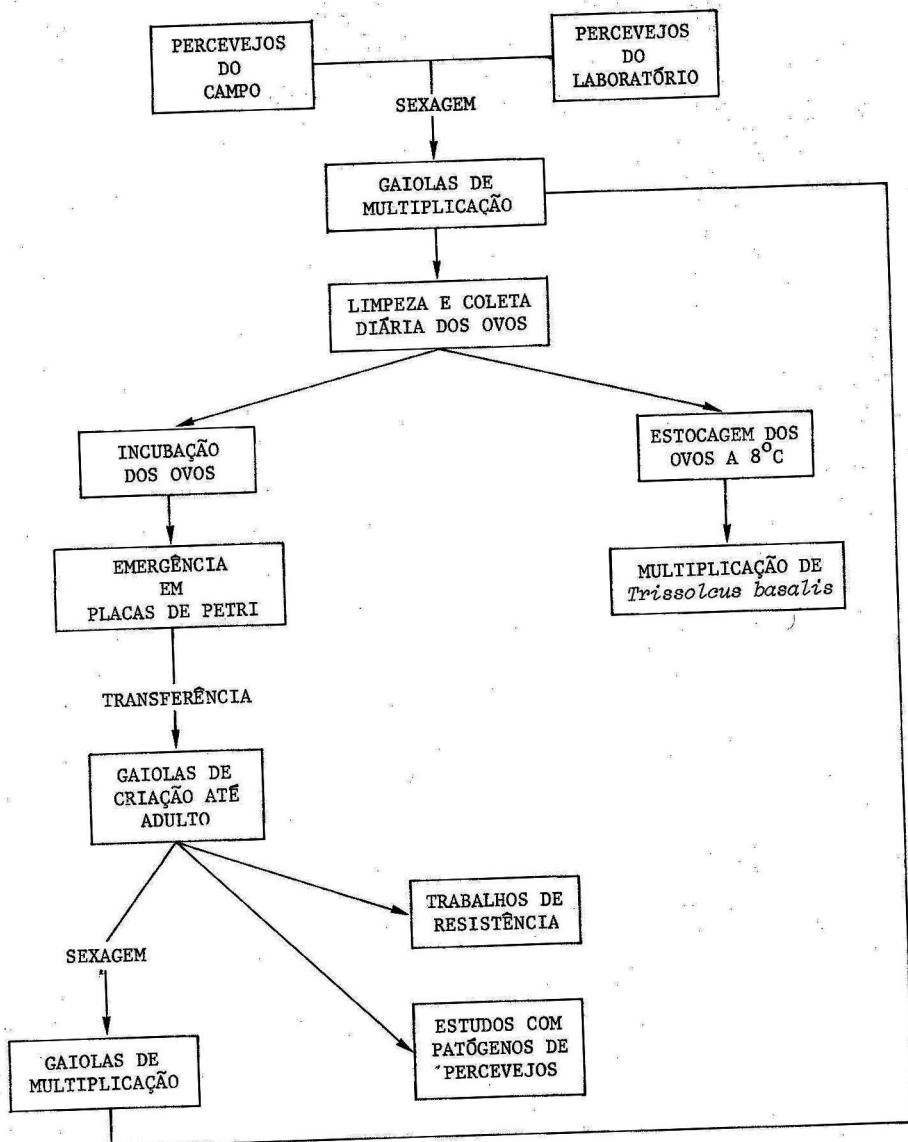 PERCEVEJOS
DO
CAMPO
PERCEVEJOS
DO
LABORATÓRIO
SEXAGEM
GAIOLAS DE
MULTIPLICAÇÃO
LIMPEZA E COLETA
DIÁRIA DOS OVOS
INCUBAÇÃO
DOS OVOS
ESTOCAGEM DOS
OVOS A 8°C
EMERGÊNCIA
EM
PLACAS DE PETRI
MULTIPLICAÇÃO DE
Trissolcus basalis
TRANSFERÊNCIA
GAIOLAS DE
CRIAÇÃO ATÉ
ADULTO
TRABALHOS DE
RESISTÊNCIA
SEXAGEM
ESTUDOS COM
PATÓGENOS DE
PERCEVEJOS
GAIOLAS DE
MULTIPLICAÇÃO